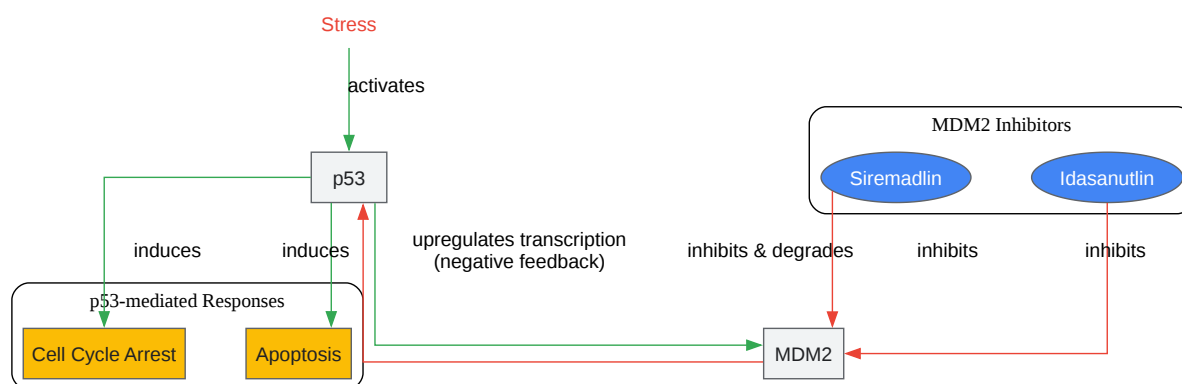 Stress
activates
MDM2 Inhibitors
p53
Siremadlin
Idasanutlin
induces
induces
upregulates transcription
(negative feedback)
inhibits & degrades
inhibits
inhibits
p53-mediated Responses
Cell Cycle Arrest
Apoptosis
MDM2